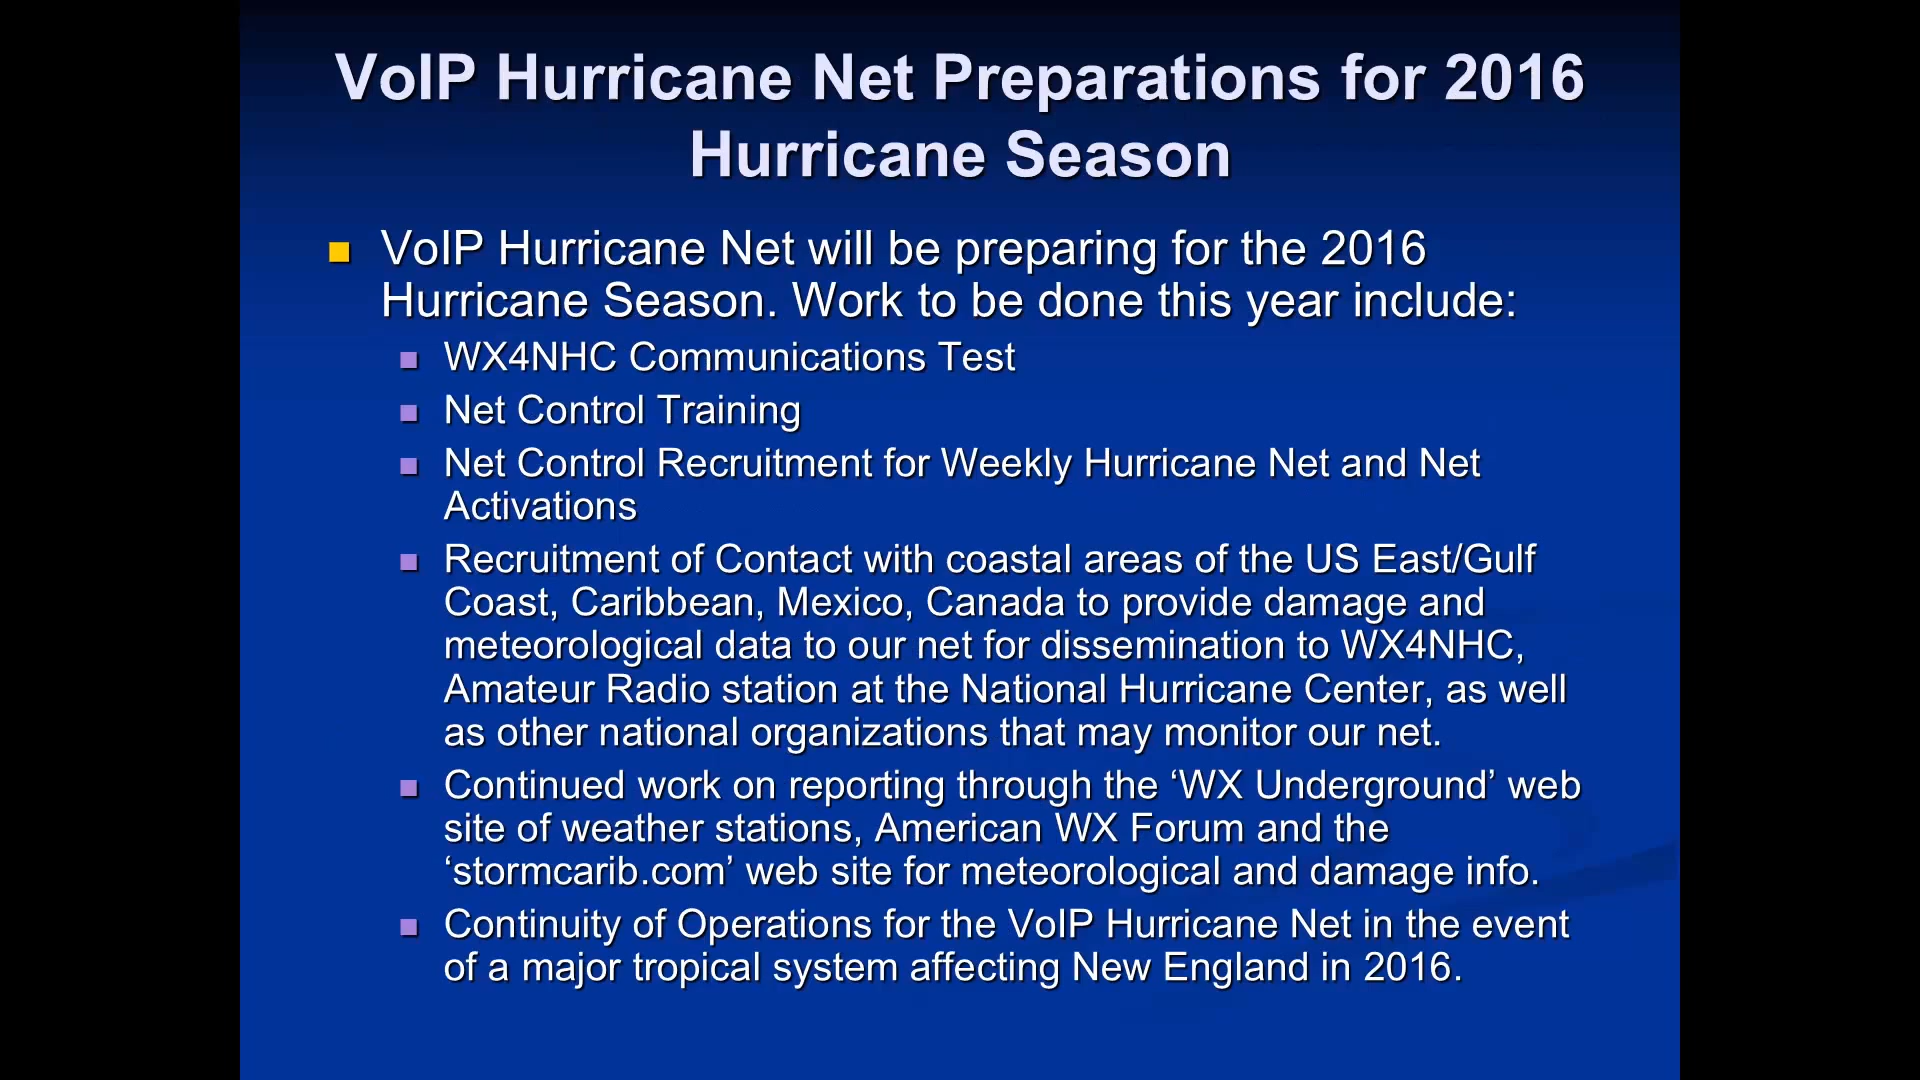 VoIP Hurricane Net Preparations for 2016
Hurricane Season
VoIP Hurricane Net will be preparing for the 2016
Hurricane Season. Work to be done this year include:
WX4NHC Communications Test
Net Control Training
Net Control Recruitment for Weekly Hurricane Net and Net
Activations
Recruitment of Contact with coastal areas of the US East/Gulf
Coast, Caribbean, Mexico, Canada to provide damage and
meteorological data to our net for dissemination to WX4NHC,
Amateur Radio station at the National Hurricane Center, as well
as other national organizations that may monitor our net.
Continued work on reporting through the ‘WX Underground’ web
site of weather stations, American WX Forum and the
‘stormcarib.com’ web site for meteorological and damage info.
Continuity of Operations for the VoIP Hurricane Net in the event
of a major tropical system affecting New England in 2016.